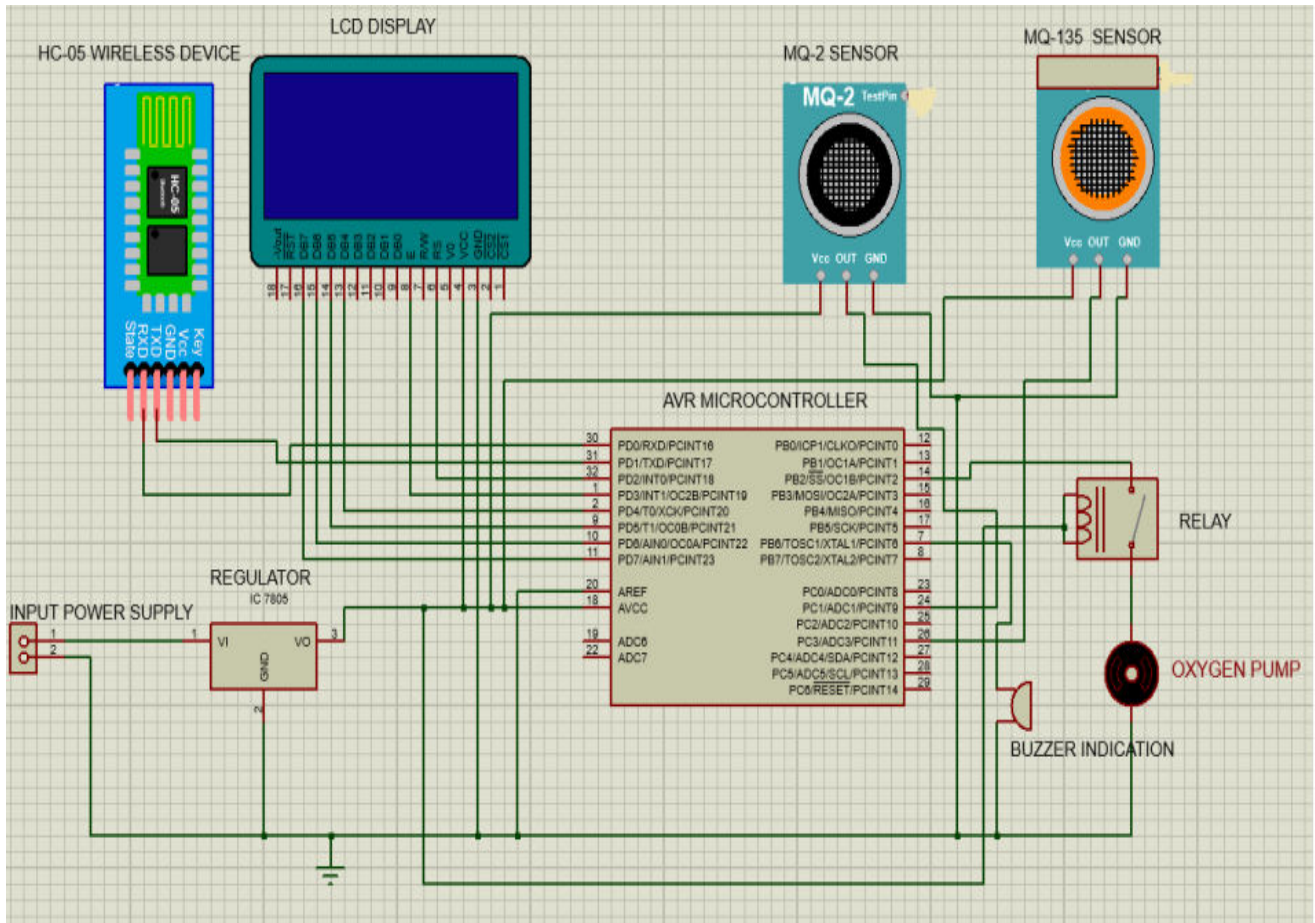 LCD DISPLAY
HC-05 WIRELESS DEVICE
MQ-2 SENSOR
MQ-135 SENSOR
MQ-2 TestPin
HC-05
Bluetooth
-Vout
RST
DB7
DB6
DB5
DB4
DB3
DB2
DB1
DB0
E
R/W
RS
V0
VCC
GND
CS2
CS1
18
17
16
15
14
13
12
11
10
9
8
7
6
5
4
3
2
1
Vcc OUT GND
Vcc OUT GND
State
RXD
TXD
GND
Vcc
Key
AVR MICROCONTROLLER
30 PD0/RXD/PCINT16
31 PD1/TXD/PCINT17
32 PD2/INT0/PCINT18
1 PD3/INT1/OC2B/PCINT19
2 PD4/T0/XCK/PCINT20
9 PD5/T1/OC0B/PCINT21
10 PD6/AIN0/OC0A/PCINT22
11 PD7/AIN1/PCINT23
20 AREF
18 AVCC
19 ADC6
22 ADC7
PB0/ICP1/CLKO/PCINT0 12
PB1/OC1A/PCINT1 13
PB2/SS/OC1B/PCINT2 14
PB3/MOSI/OC2A/PCINT3 15
PB4/MISO/PCINT4 16
PB5/SCK/PCINT5 17
PB6/TOSC1/XTAL1/PCINT6 7
PB7/TOSC2/XTAL2/PCINT7 8
PC0/ADC0/PCINT8 23
PC1/ADC1/PCINT9 24
PC2/ADC2/PCINT10 25
PC3/ADC3/PCINT11 26
PC4/ADC4/SDA/PCINT12 27
PC5/ADC5/SCL/PCINT13 28
PC6/RESET/PCINT14 29
RELAY
REGULATOR
IC 7805
INPUT POWER SUPPLY
1
2
1 VI VO 3
GND
2
OXYGEN PUMP
BUZZER INDICATION